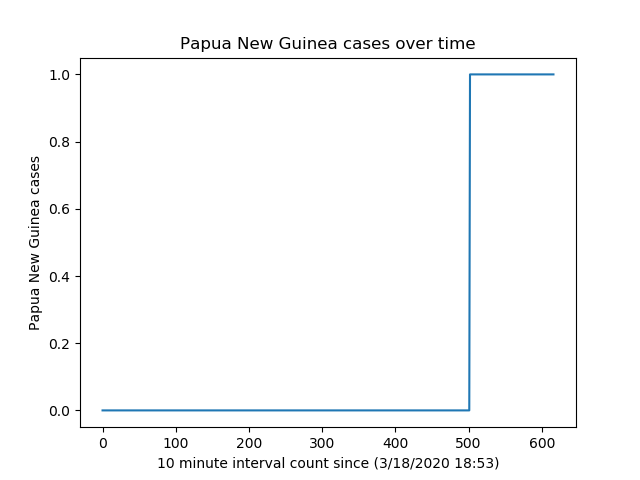 Papua New Guinea cases over time
Papua New Guinea cases
1.0
0.8
0.6
0.4
0.2
0.0
0 100 200 300 400 500 600
10 minute interval count since (3/18/2020 18:53)